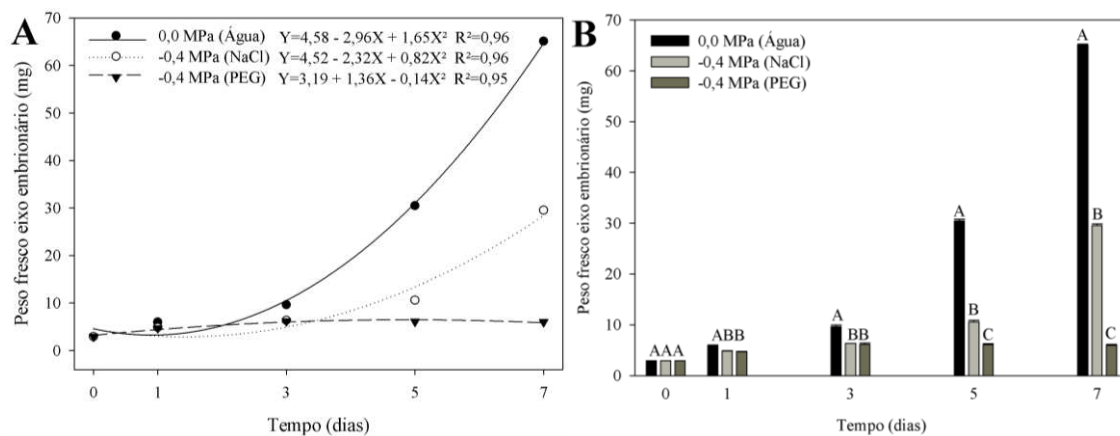 A
0,0 MPa (Água) Y=4,58 - 2,96X + 1,65X² R²=0,96
-0,4 MPa (NaCl) Y=4,52 - 2,32X + 0,82X² R²=0,96
-0,4 MPa (PEG) Y=3,19 + 1,36X - 0,14X² R²=0,95
Peso fresco eixo embrionário (mg)
70
60
50
40
30
20
10
0
0 1 3 5 7
Tempo (dias)
B
0,0 MPa (Água)
-0,4 MPa (NaCl)
-0,4 MPa (PEG)
Peso fresco eixo embrionário (mg)
70
60
50
40
30
20
10
0
AAA
ABB
A
BB
A
B
C
A
B
C
0 1 3 5 7
Tempo (dias)